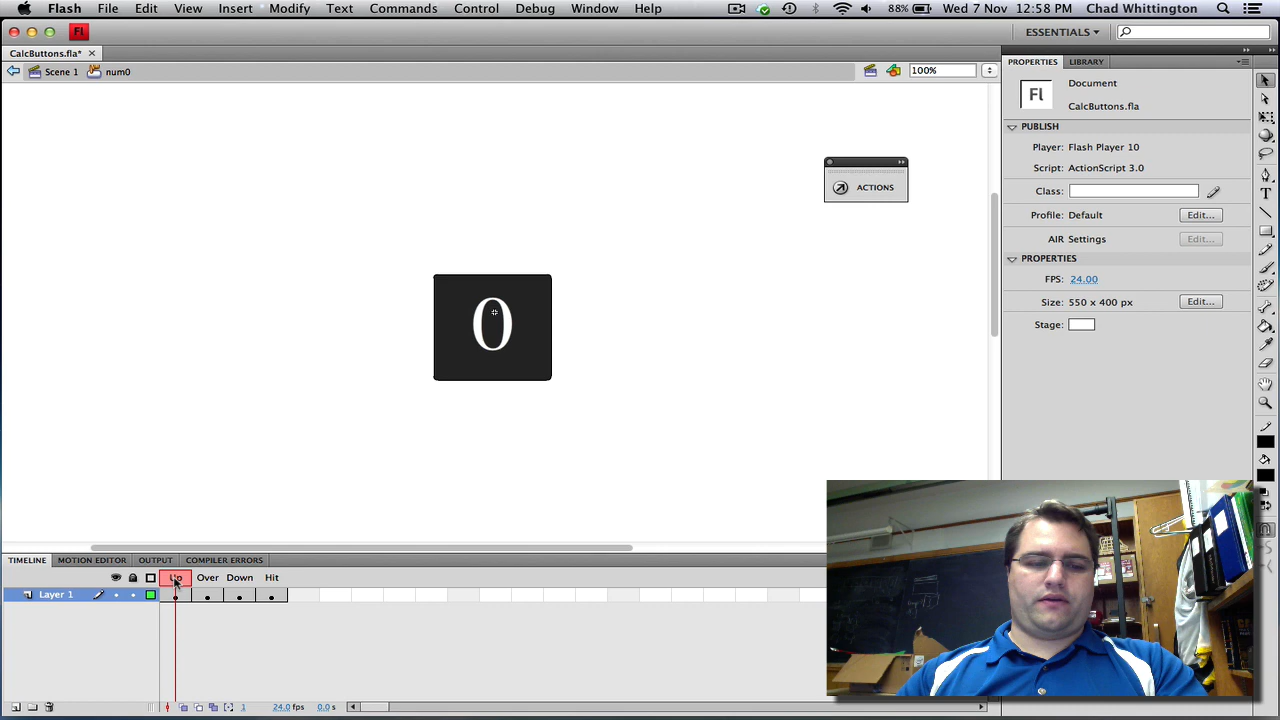 Flash File Edit View Insert Modify Text Commands Control Debug Window Help 88% Wed 7 Nov 12:58 PM Chad Whittington
Fl ESSENTIALS
CalcButtons.fla*
Scene 1 num0 100%
PROPERTIES LIBRARY
Fl
Document
CalcButtons.fla
PUBLISH
Player: Flash Player 10
Script: ActionScript 3.0
Class:
Profile: Default Edit...
AIR Settings Edit...
PROPERTIES
FPS: 24.00
Size: 550 x 400 px Edit...
Stage:
ACTIONS
0
TIMELINE MOTION EDITOR OUTPUT COMPILER ERRORS
Up Over Down Hit
Layer 1
1 24.0 fps 0.0 s